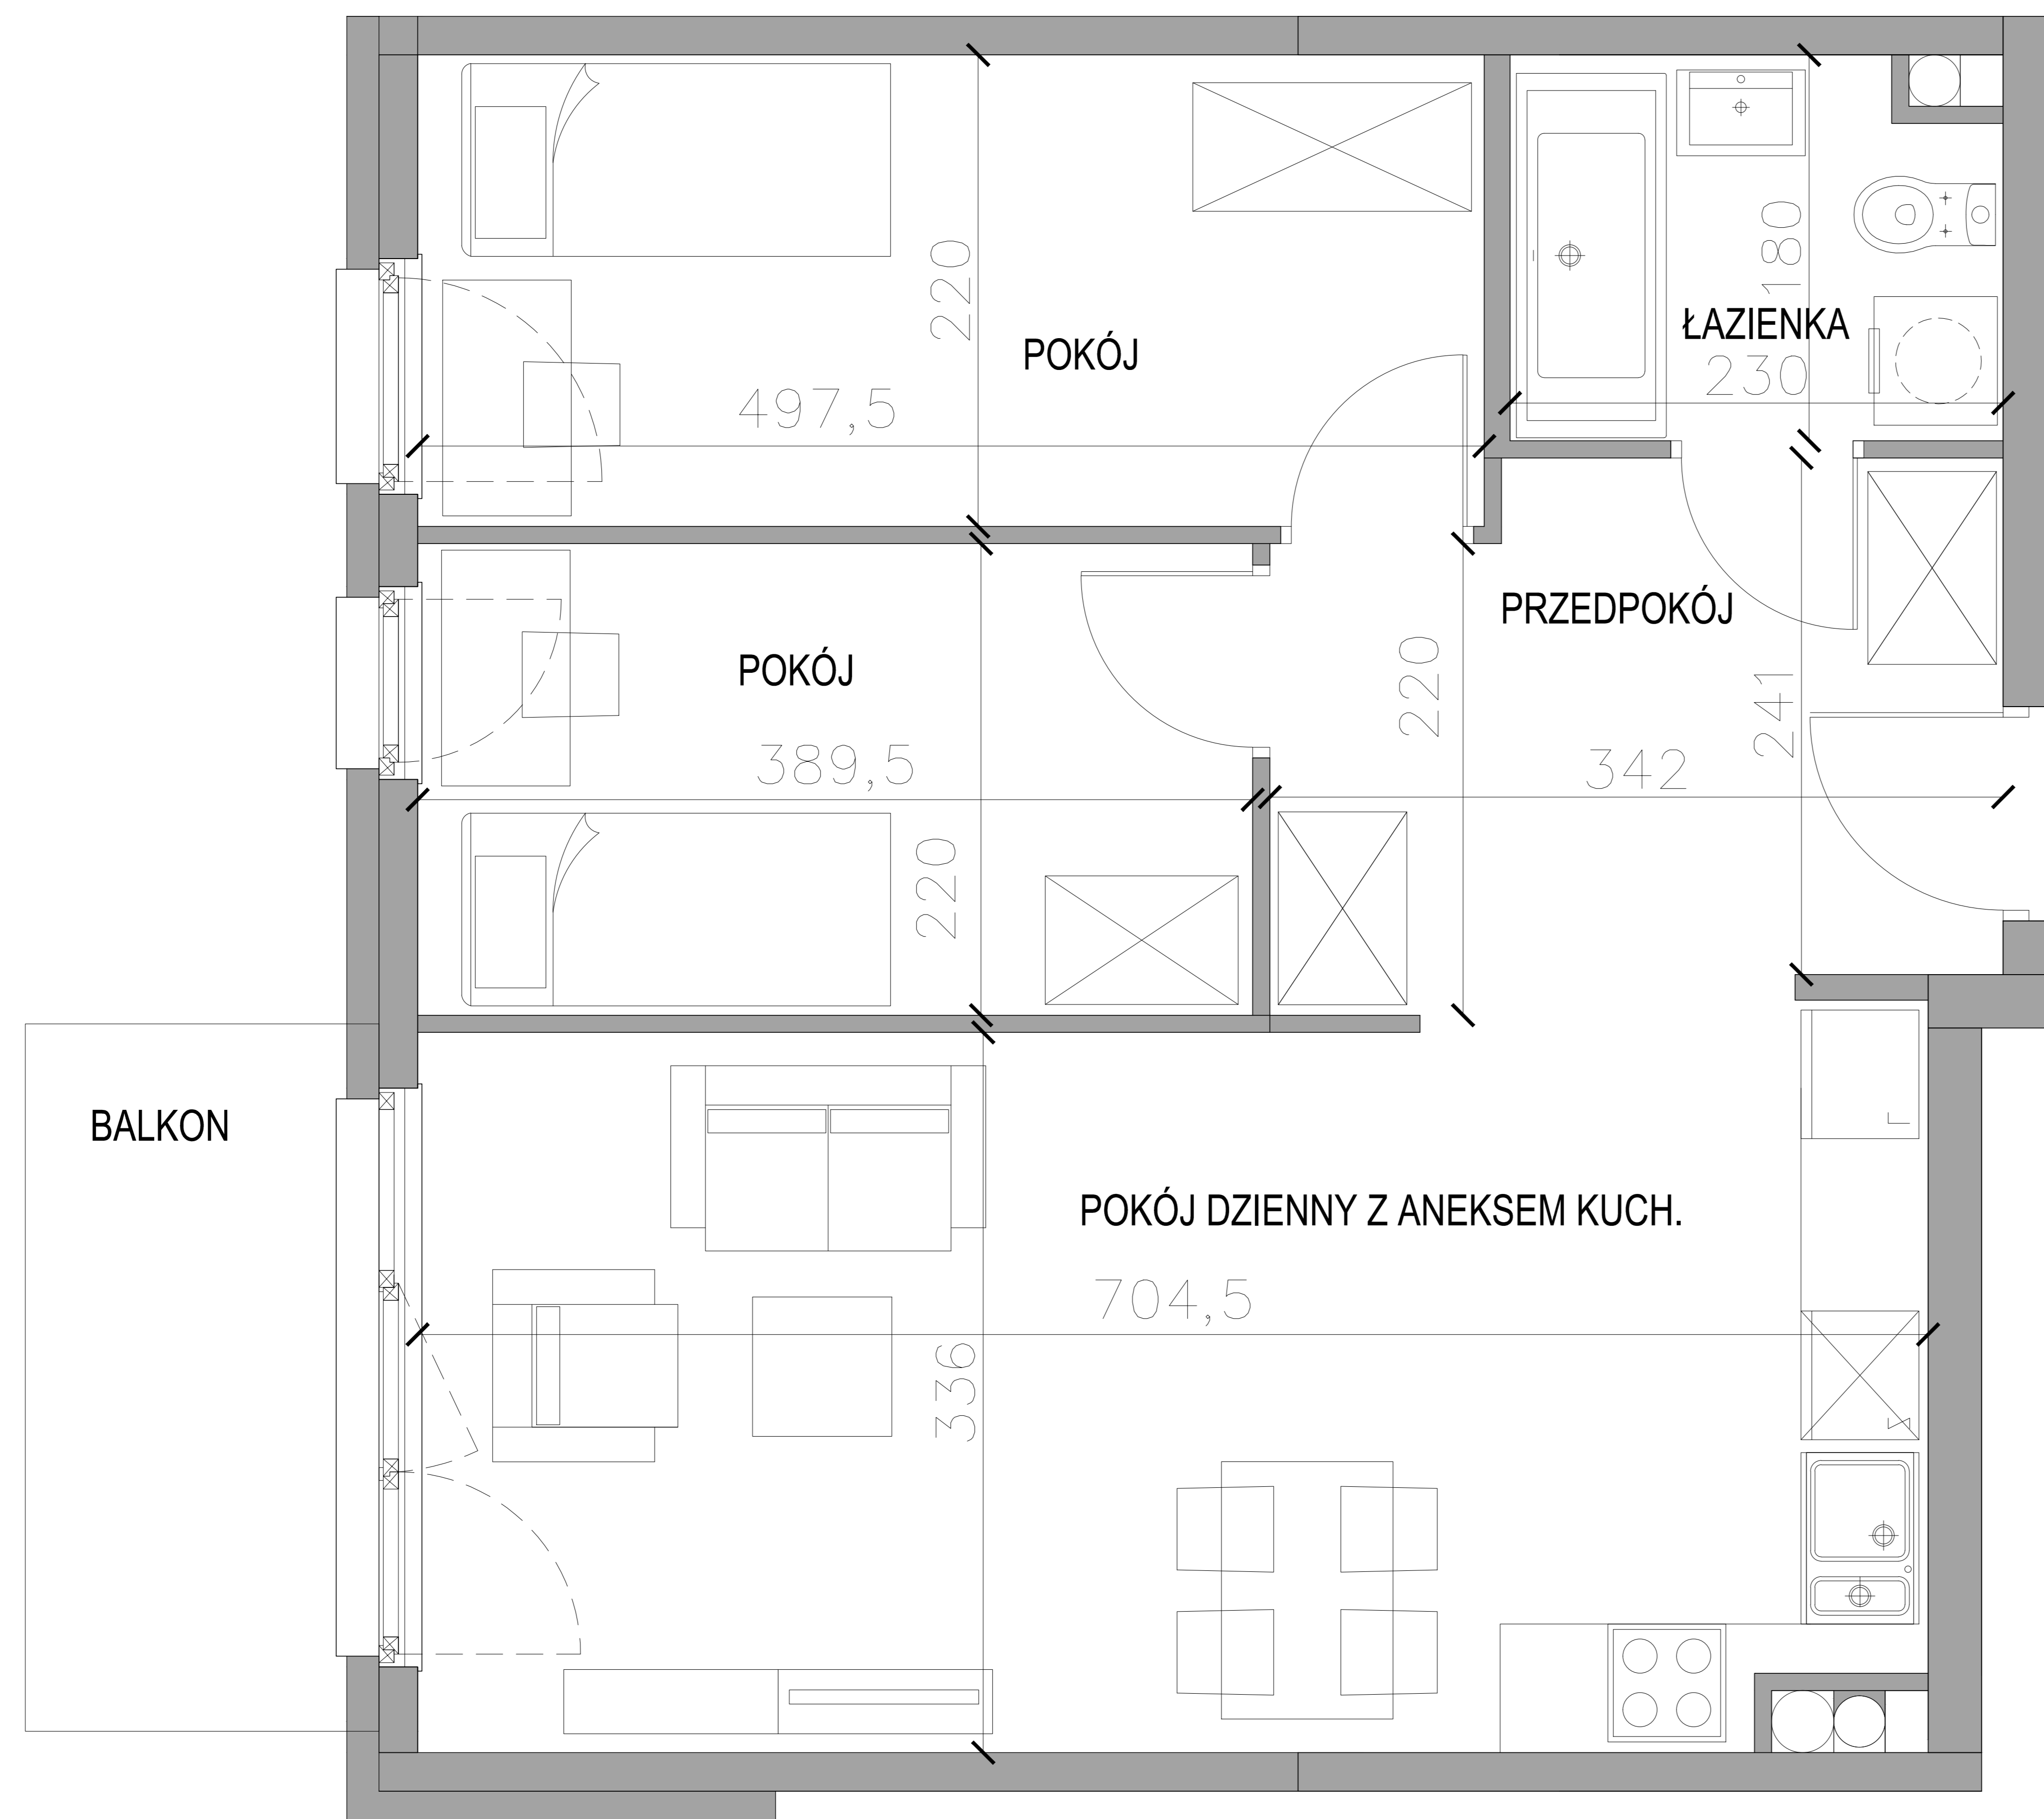 220
180
POKÓJ
ŁAZIENKA
230
497,5
PRZEDPOKÓJ
POKÓJ
220
241
389,5
342
220
BALKON
POKÓJ DZIENNY Z ANEKSEM KUCH.
704,5
336